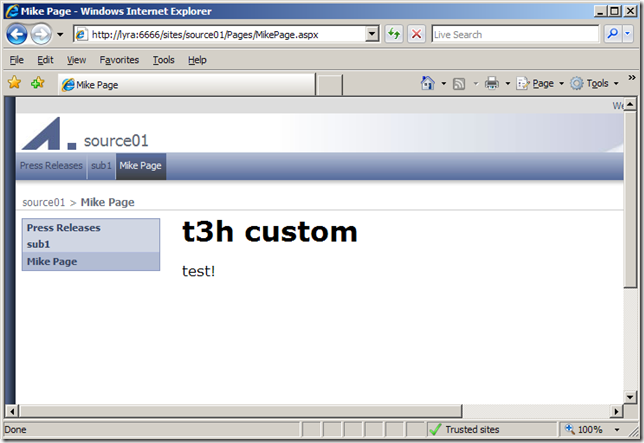 Mike Page - Windows Internet Explorer
http://lyra:6666/sites/source01/Pages/MikePage.aspx
Live Search
File Edit View Favorites Tools Help
Mike Page
Page Tools »
We
source01
Press Releases sub1 Mike Page
source01 > Mike Page
Press Releases
sub1
Mike Page
t3h custom
test!
Done Trusted sites 100%